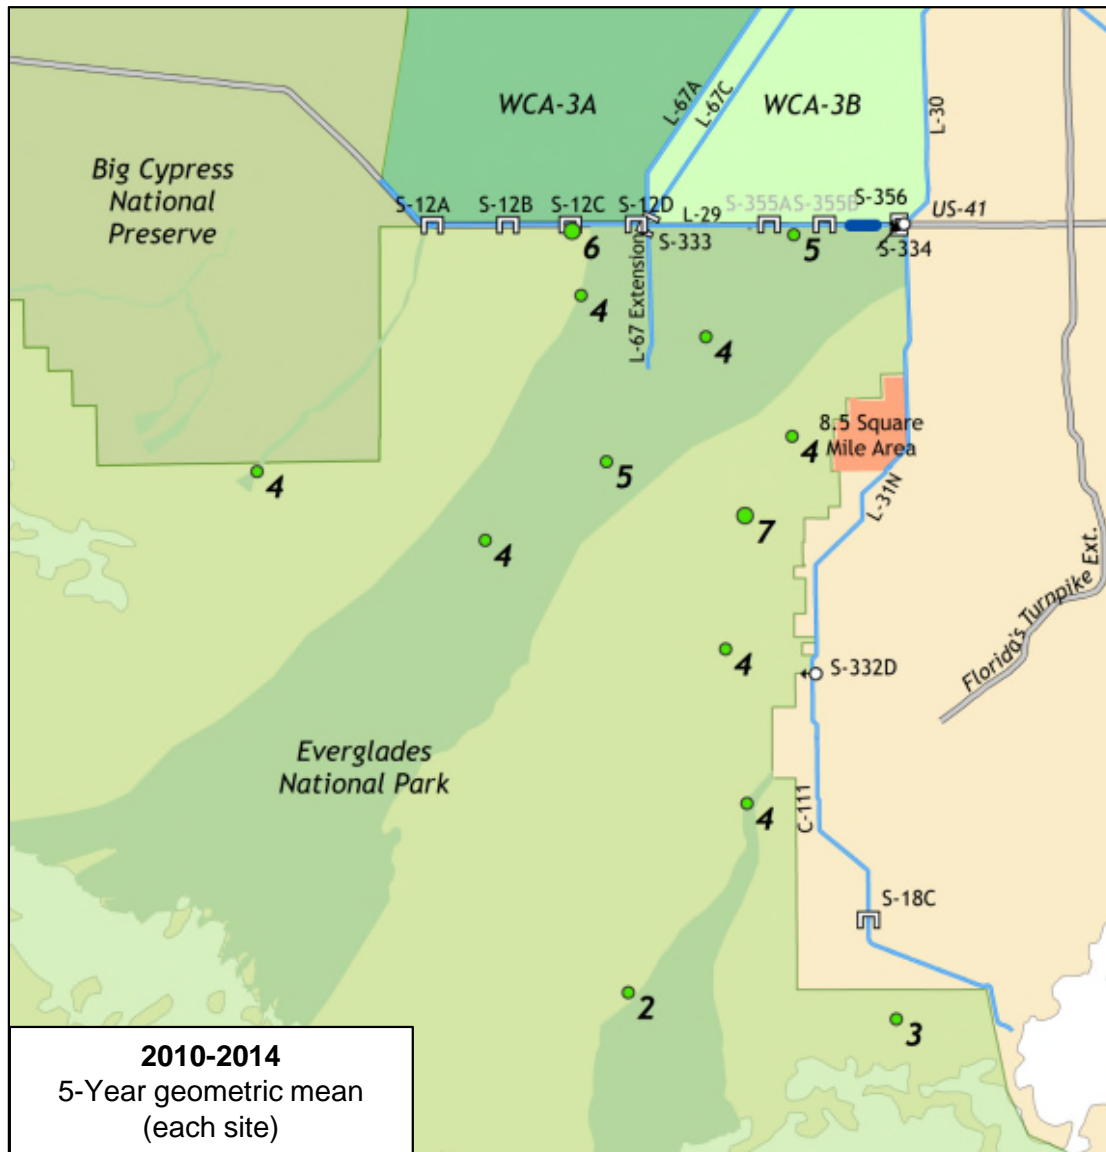 WCA-3A
WCA-3B
L-67A
L-67C
L-30
Big Cypress
National
Preserve
S-12A
S-12B
S-12C
S-12D
L-29
S-355A
S-355B
S-356
US-41
S-333
S-334
6
5
L-67 Extension
4
4
8.5 Square
Mile Area
4
5
4
L-31N
7
4
Florida's Turnpike Ext.
4
S-332D
Everglades
National Park
C-111
4
S-18C
2
3
2010-2014
5-Year geometric mean
(each site)